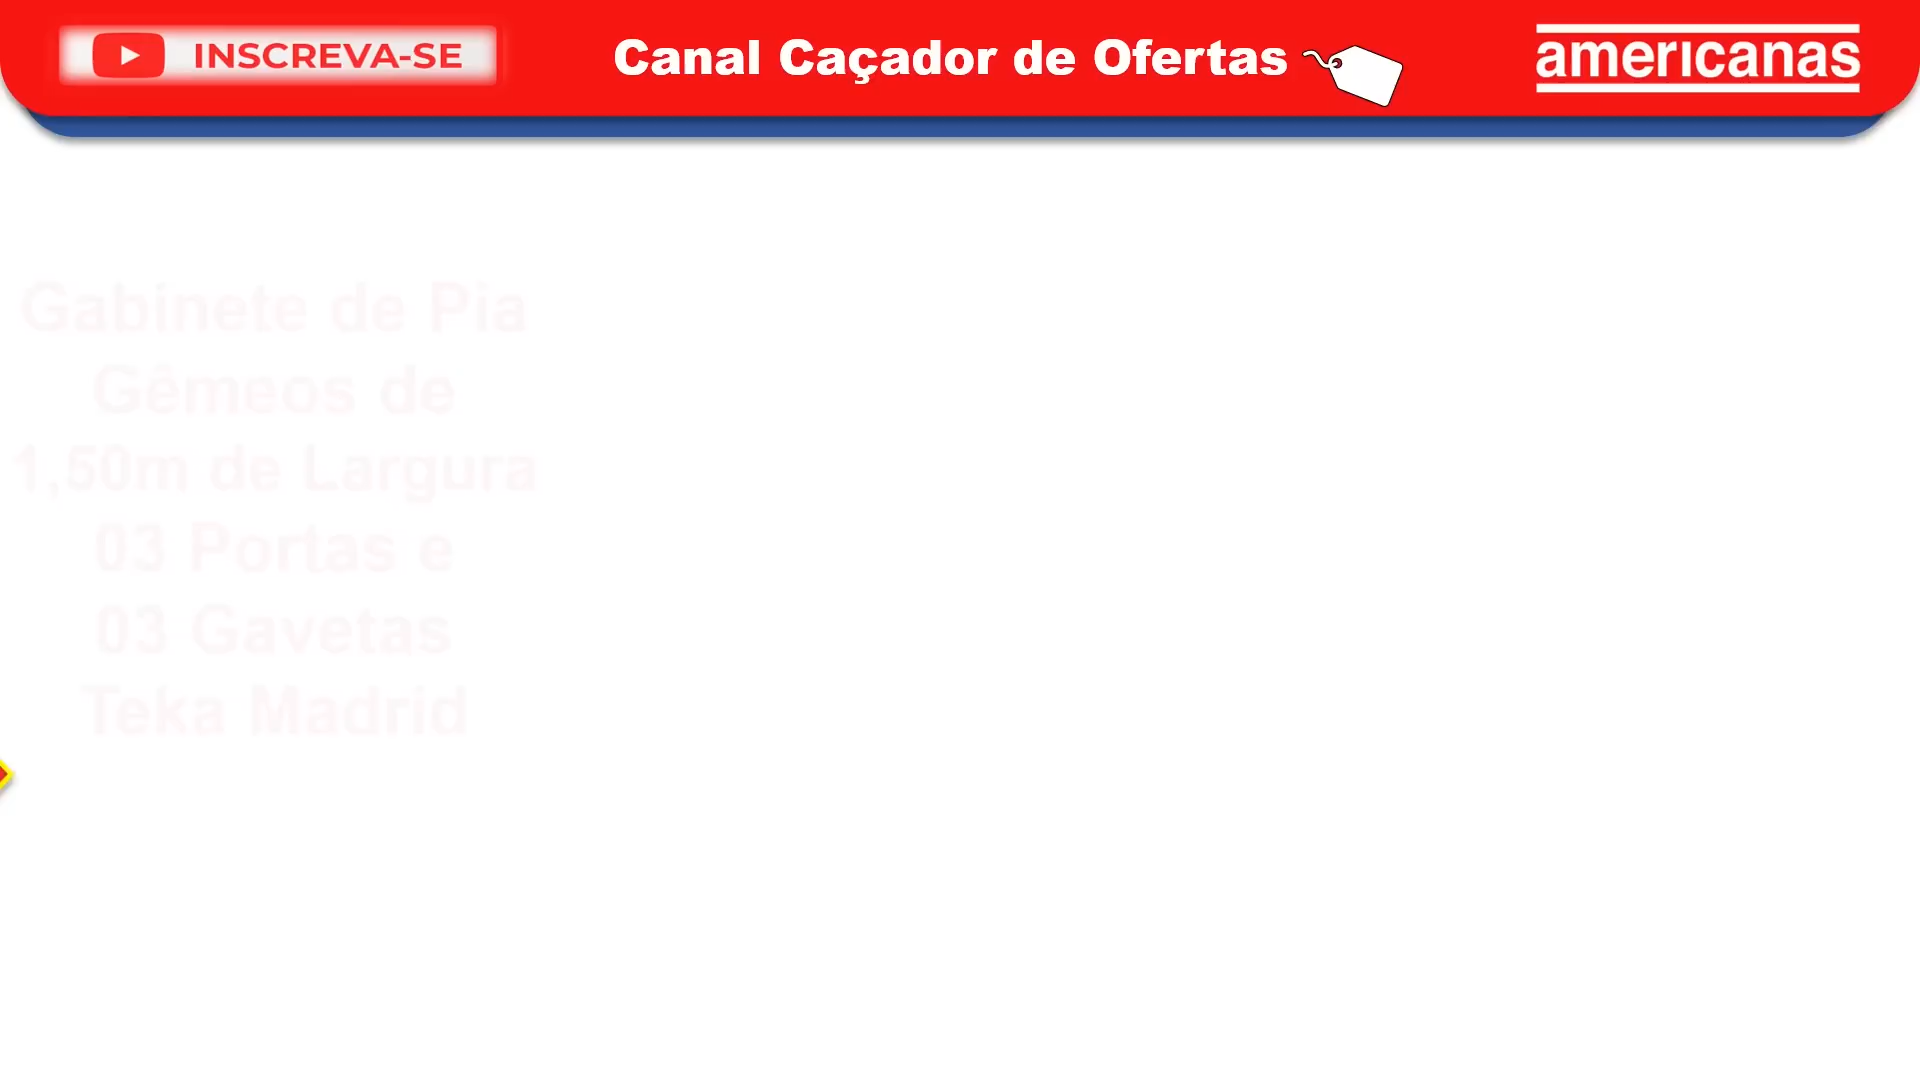 INSCREVA-SE
Canal Caçador de Ofertas
americanas
Gabinete de Pia
Gêmeos de
1,50m de Largura
03 Portas e
03 Gavetas
Teka Madrid